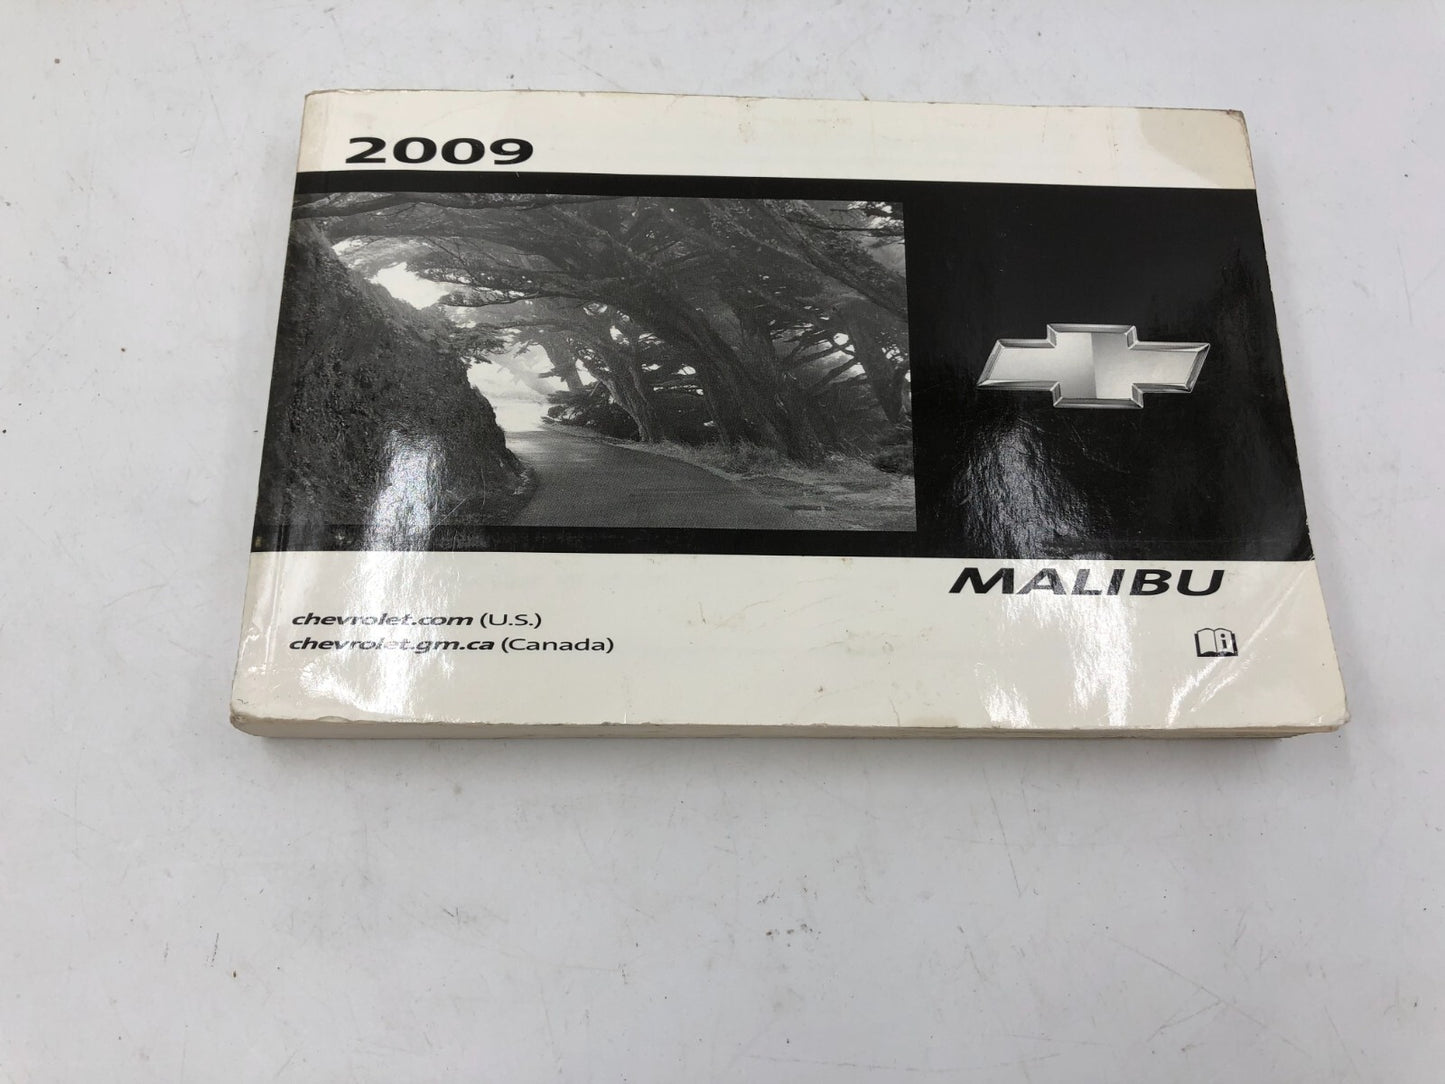 2009
MALIBU
chevrolet.com (U.S.)
chevrolet.gm.ca (Canada)
i